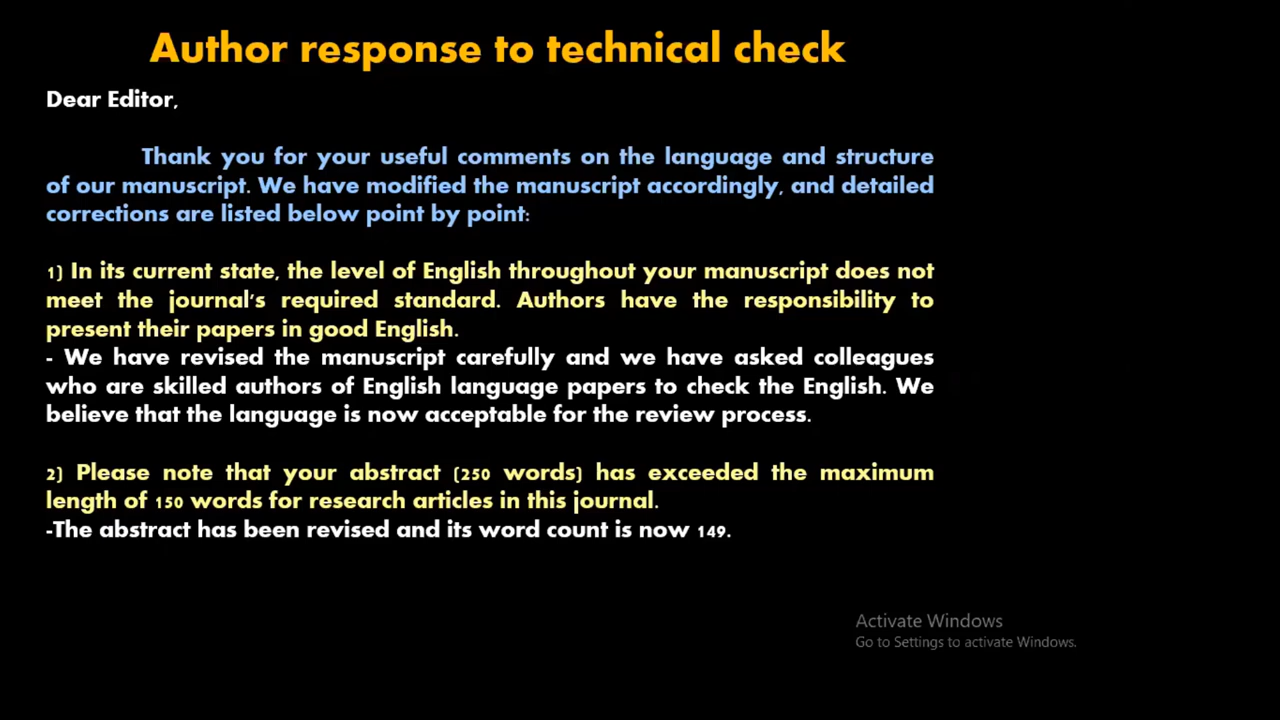 Author response to technical check
Dear Editor,
Thank you for your useful comments on the language and structure
of our manuscript. We have modified the manuscript accordingly, and detailed
corrections are listed below point by point:
1) In its current state, the level of English throughout your manuscript does not
meet the journal's required standard. Authors have the responsibility to
present their papers in good English.
- We have revised the manuscript carefully and we have asked colleagues
who are skilled authors of English language papers to check the English. We
believe that the language is now acceptable for the review process.
2) Please note that your abstract (250 words) has exceeded the maximum
length of 150 words for research articles in this journal.
-The abstract has been revised and its word count is now 149.
Activate Windows
Go to Settings to activate Windows.